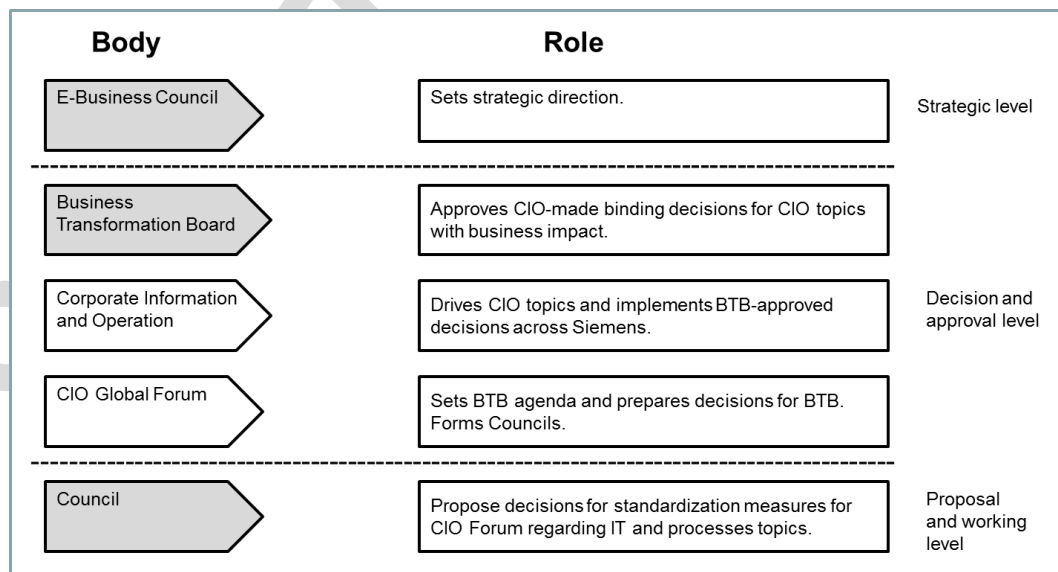 Body
Role
E-Business Council
Sets strategic direction.
Strategic level
Business
Transformation Board
Approves CIO-made binding decisions for CIO topics
with business impact.
Corporate Information
and Operation
Drives CIO topics and implements BTB-approved
decisions across Siemens.
Decision and
approval level
CIO Global Forum
Sets BTB agenda and prepares decisions for BTB.
Forms Councils.
Council
Propose decisions for standardization measures for
CIO Forum regarding IT and processes topics.
Proposal
and working
level